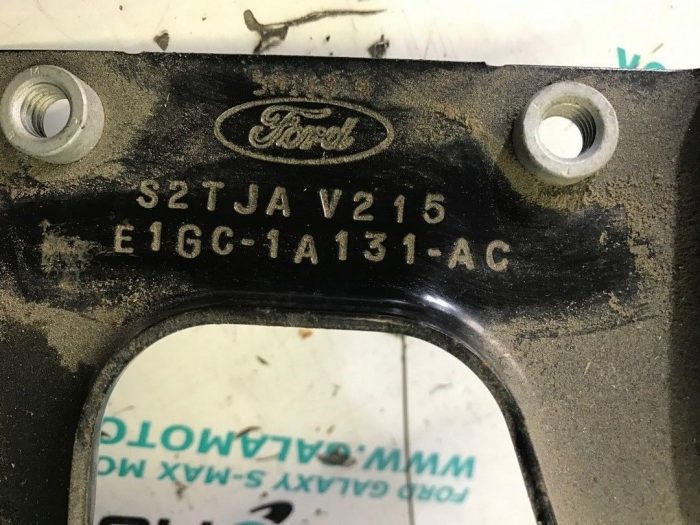 Ford
S2TJA V215
E1GC-1A131-AC
WWW.GALAMOTO
FORD GALAXY S-MAX MO